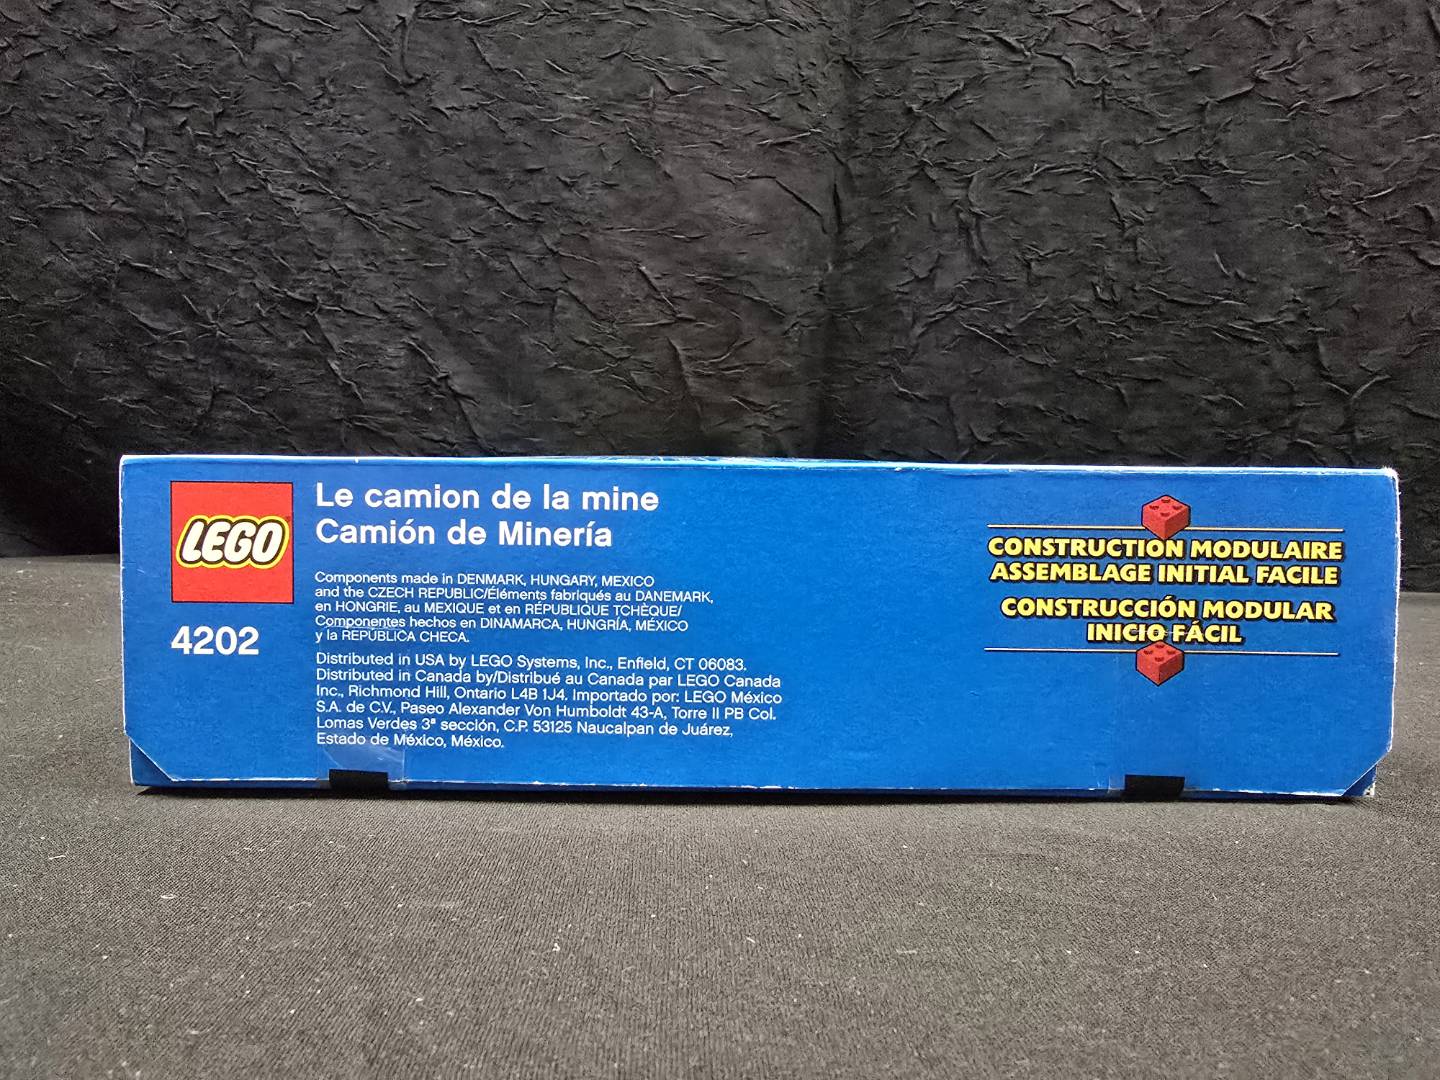 LEGO
4202
Le camion de la mine
Camión de Minería
Components made in DENMARK, HUNGARY, MEXICO
and the CZECH REPUBLIC/Éléments fabriqués au DANEMARK,
en HONGRIE, au MEXIQUE et en RÉPUBLIQUE TCHÈQUE/
Componentes hechos en DINAMARCA, HUNGRÍA, MÉXICO
y la REPÚBLICA CHECA.
Distributed in USA by LEGO Systems, Inc., Enfield, CT 06083.
Distributed in Canada by/Distribué au Canada par LEGO Canada
Inc., Richmond Hill, Ontario L4B 1J4. Importado por: LEGO México
S.A. de C.V., Paseo Alexander Von Humboldt 43-A, Torre II PB Col.
Lomas Verdes 3ª sección, C.P. 53125 Naucalpan de Juárez,
Estado de México, México.
CONSTRUCTION MODULAIRE
ASSEMBLAGE INITIAL FACILE
CONSTRUCCIÓN MODULAR
INICIO FÁCIL